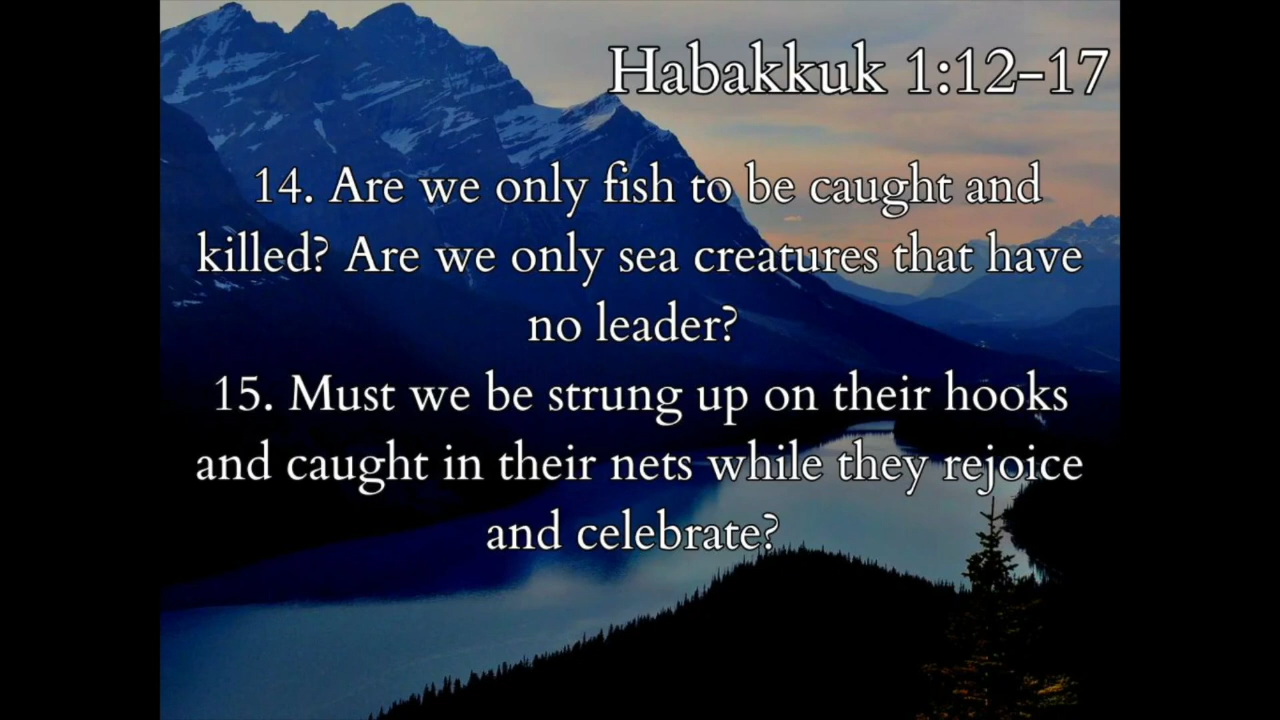 Habakkuk 1:12-17
14. Are we only fish to be caught and
killed? Are we only sea creatures that have
no leader?
15. Must we be strung up on their hooks
and caught in their nets while they rejoice
and celebrate?